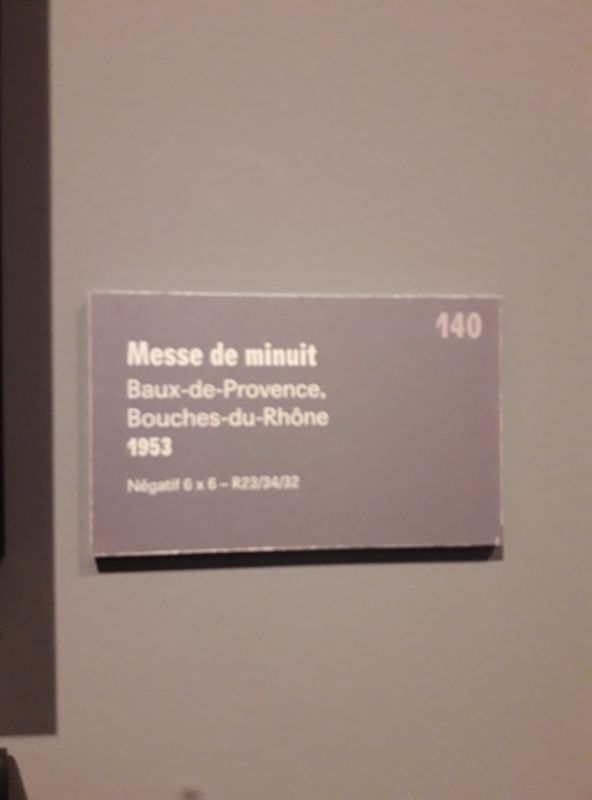 140
Messe de minuit
Baux-de-Provence,
Bouches-du-Rhône
1953
Négatif 6 x 6 – R23/34/32